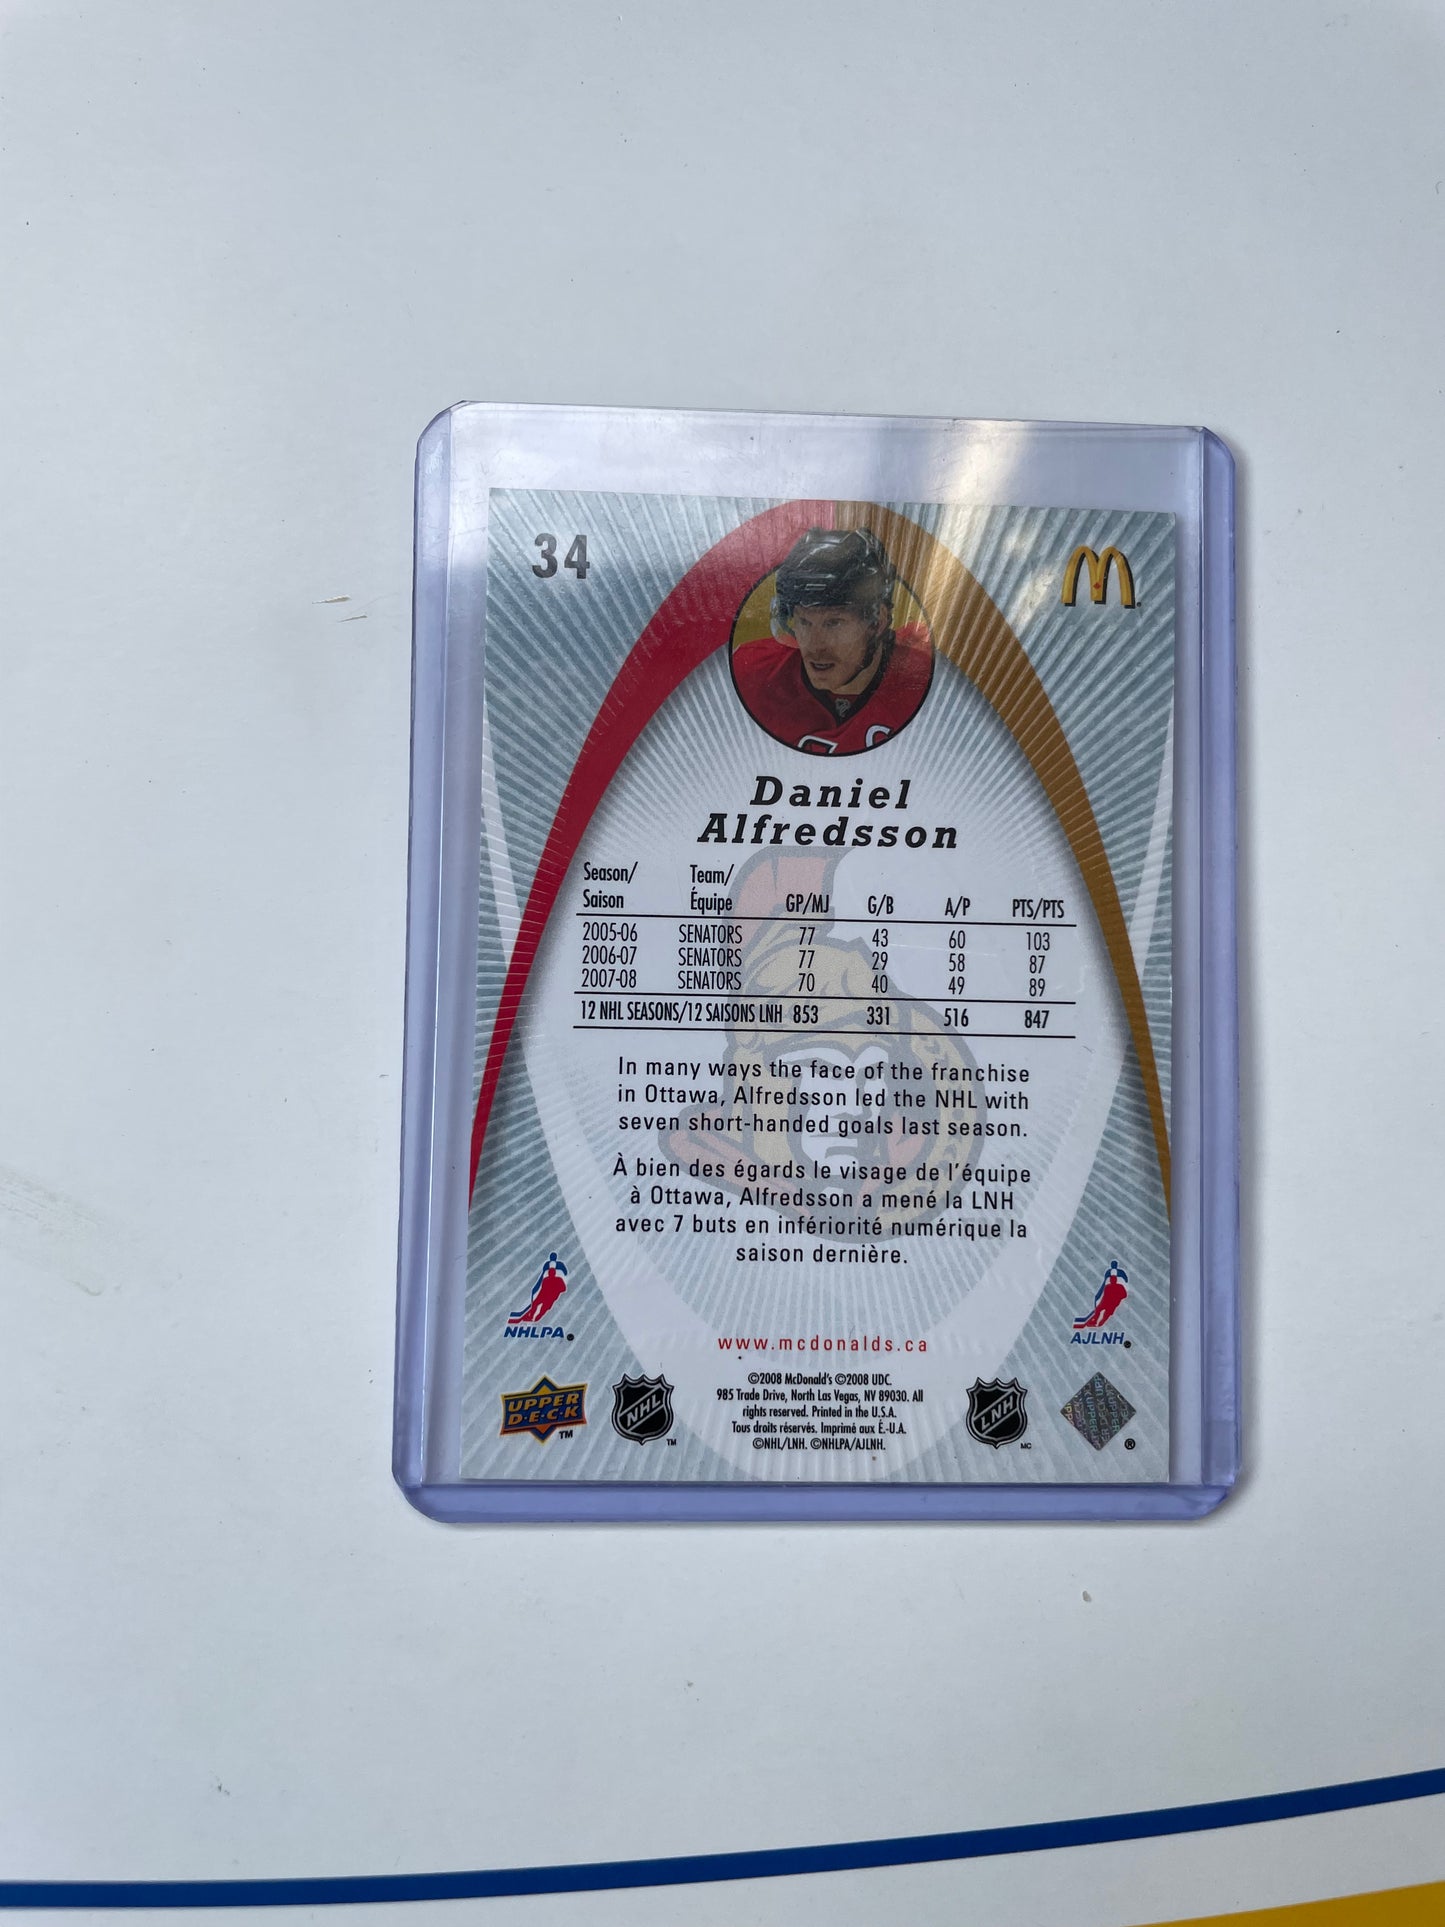 34
Daniel
Alfredsson
Season/ Team/
Saison Équipe GP/MJ G/B A/P PTS/PTS
2005-06 SENATORS 77 43 60 103
2006-07 SENATORS 77 29 58 87
2007-08 SENATORS 70 40 49 89
12 NHL SEASONS/12 SAISONS LNH 853 331 516 847
In many ways the face of the franchise
in Ottawa, Alfredsson led the NHL with
seven short-handed goals last season.
À bien des égards le visage de l'équipe
à Ottawa, Alfredsson a mené la LNH
avec 7 buts en infériorité numérique la
saison dernière.
NHLPA®
AJLNH®
www.mcdonalds.ca
©2008 McDonald's ©2008 UDC.
985 Trade Drive, North Las Vegas, NV 89030. All
rights reserved. Printed in the U.S.A.
Tous droits réservés. Imprimé aux É.-U.A.
©NHL/LNH. ©NHLPA/AJLNH.
UPPER
D·E·C·K
TM
NHL
TM
LNH
MC
®